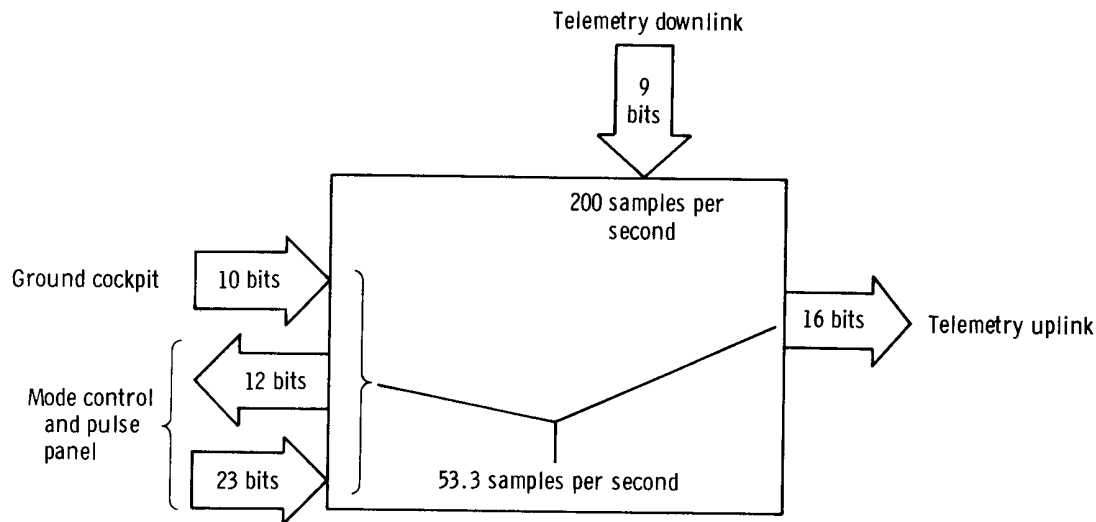 Telemetry downlink
9
bits
200 samples per
second
Ground cockpit
10 bits
16 bits
Telemetry uplink
12 bits
Mode control
and pulse
panel
23 bits
53.3 samples per second